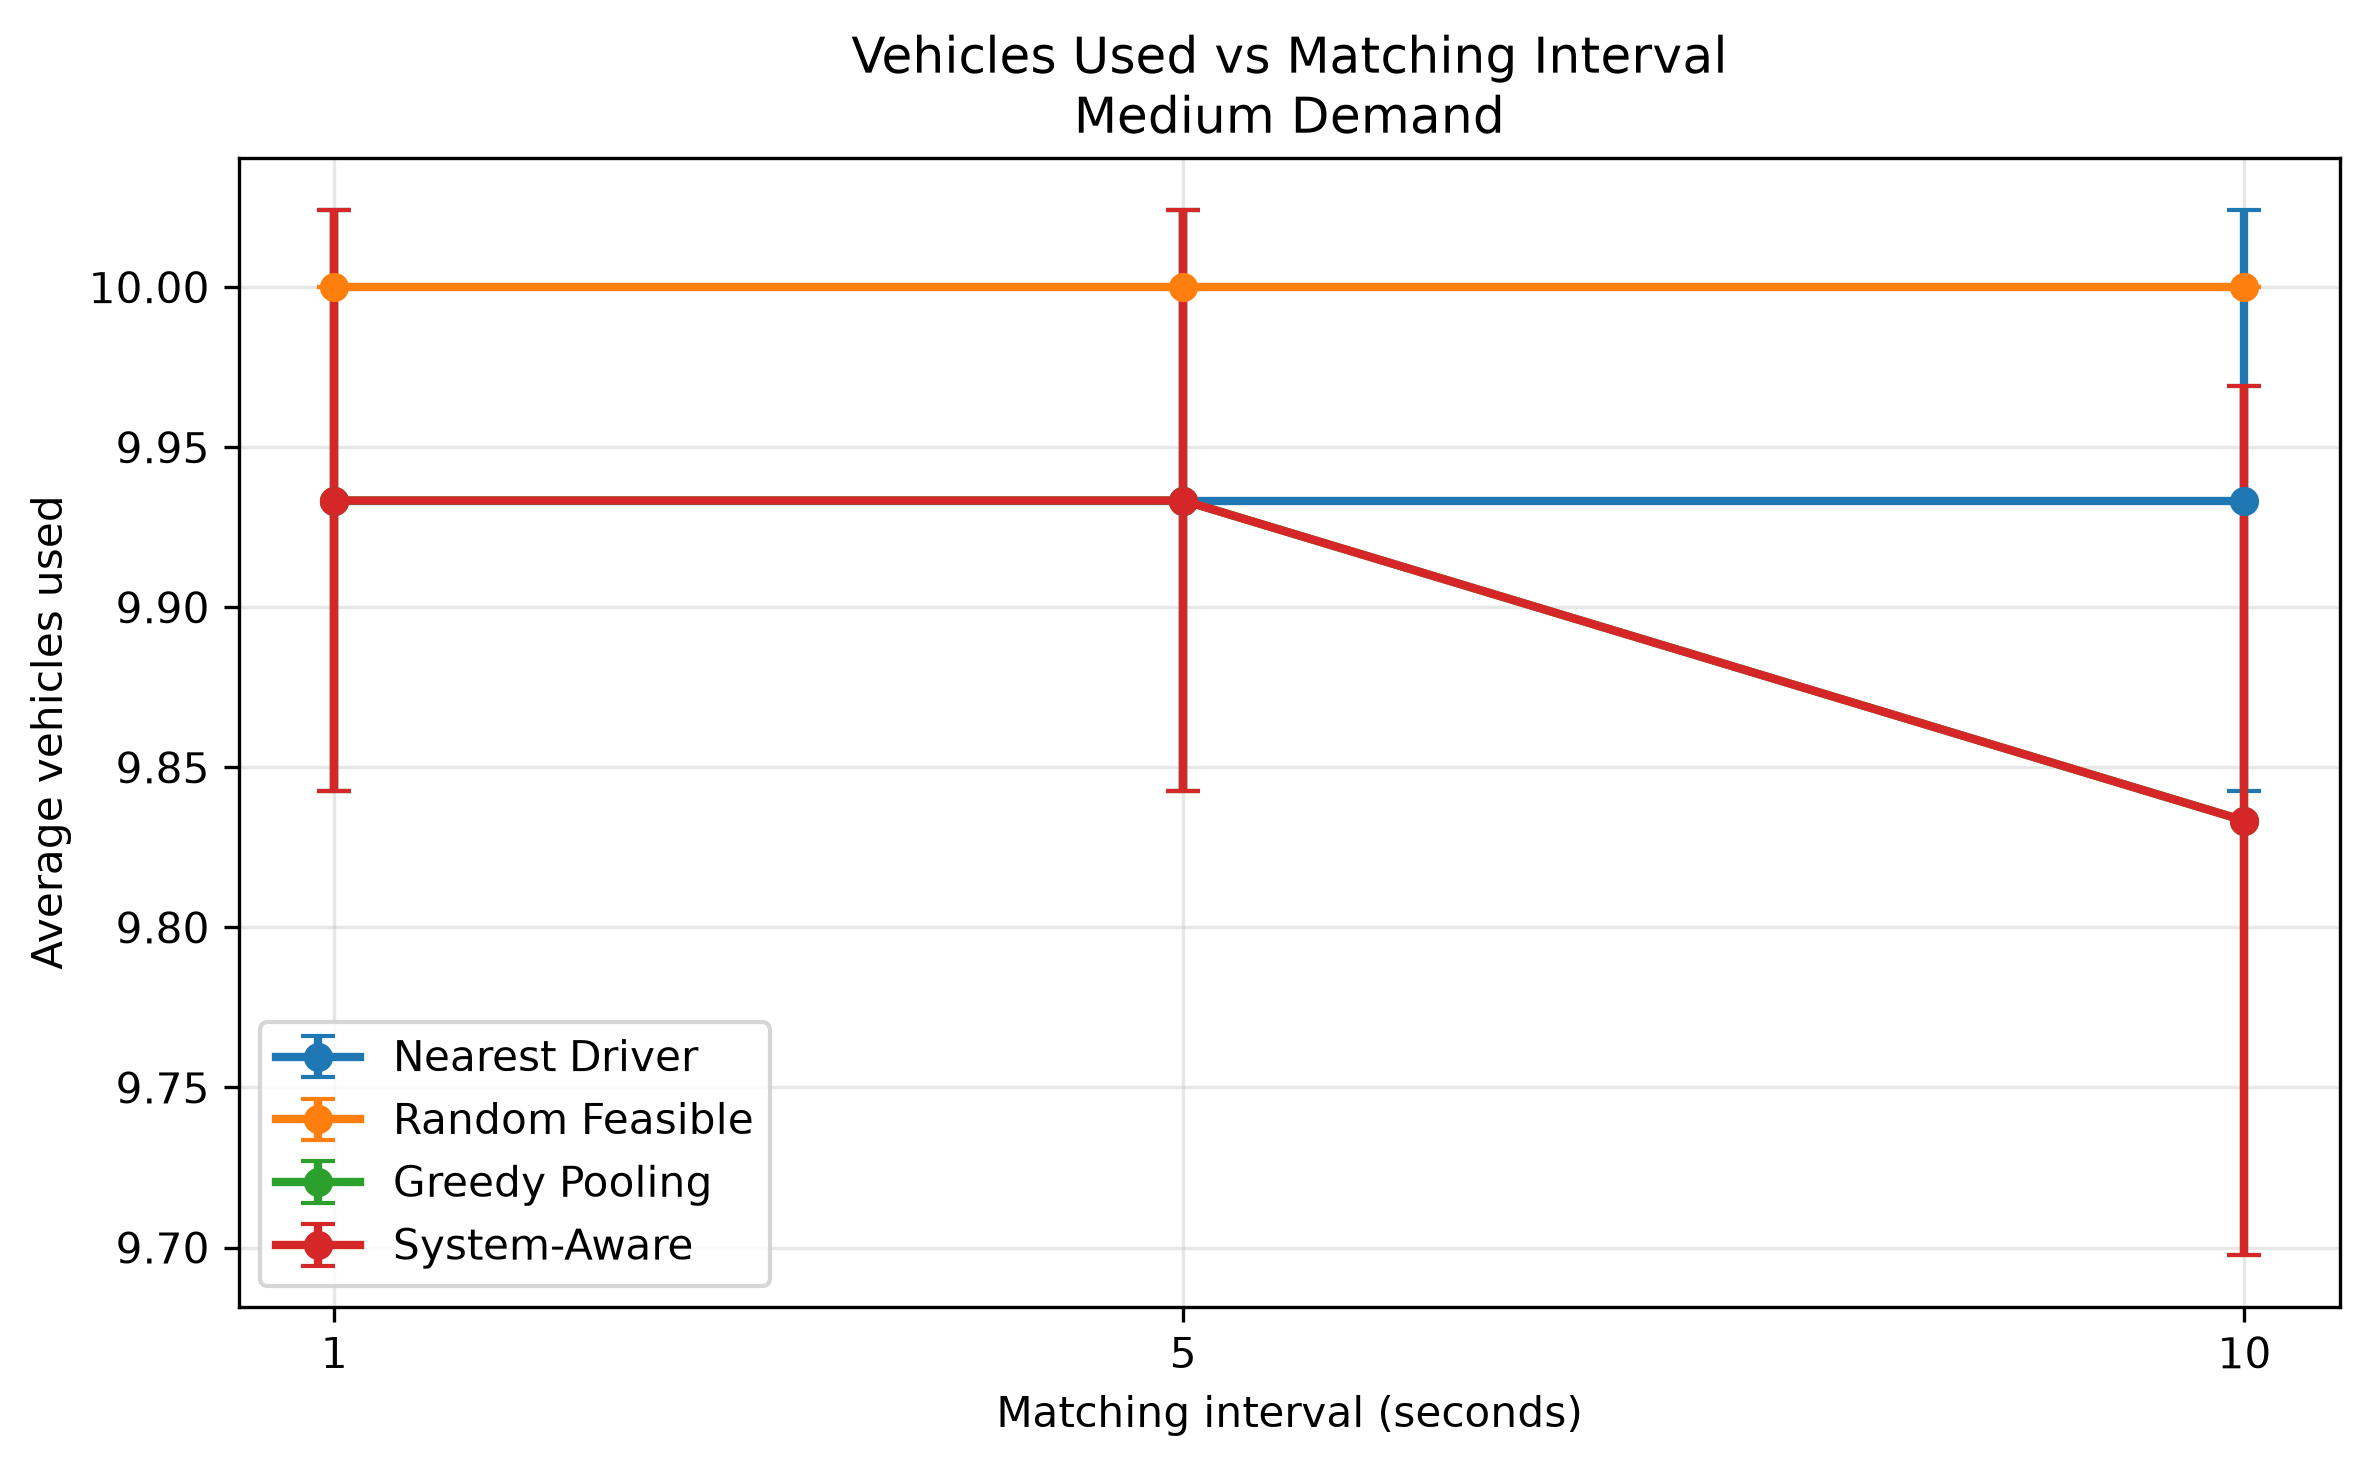 Vehicles Used vs Matching Interval
Medium Demand
Average vehicles used
10.00
9.95
9.90
9.85
9.80
9.75
9.70
Nearest Driver
Random Feasible
Greedy Pooling
System-Aware
1 5 10
Matching interval (seconds)